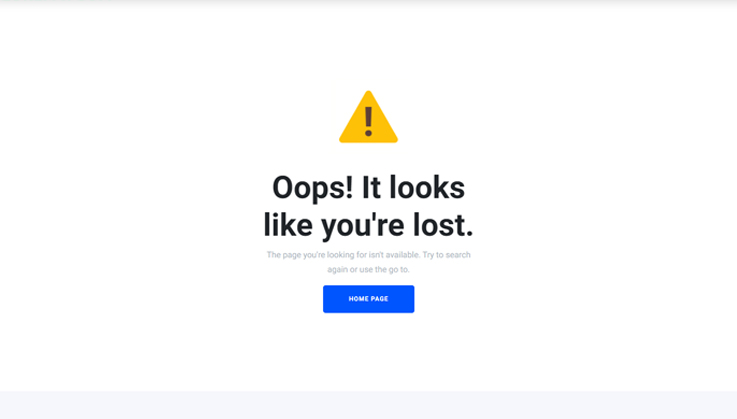 Oops! It looks
like you're lost.
The page you're looking for isn't available. Try to search
again or use the go to.
HOME PAGE